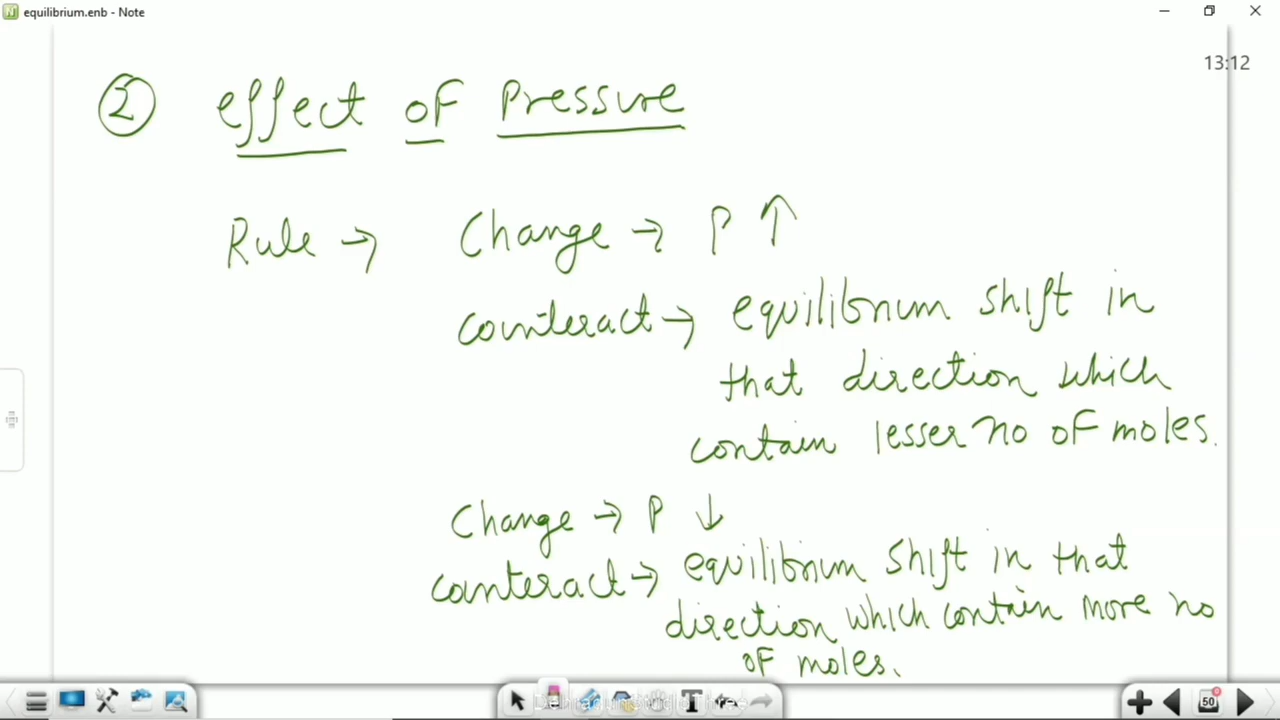 equilibrium.enb - Note
13:12
② effect of Pressure
Rule → Change → P ↑
counteract → equilibrium shift in
that direction which
contain lesser no of moles.
Change → P ↓
counteract → equilibrium shift in that
direction which contain more no
of moles.
50